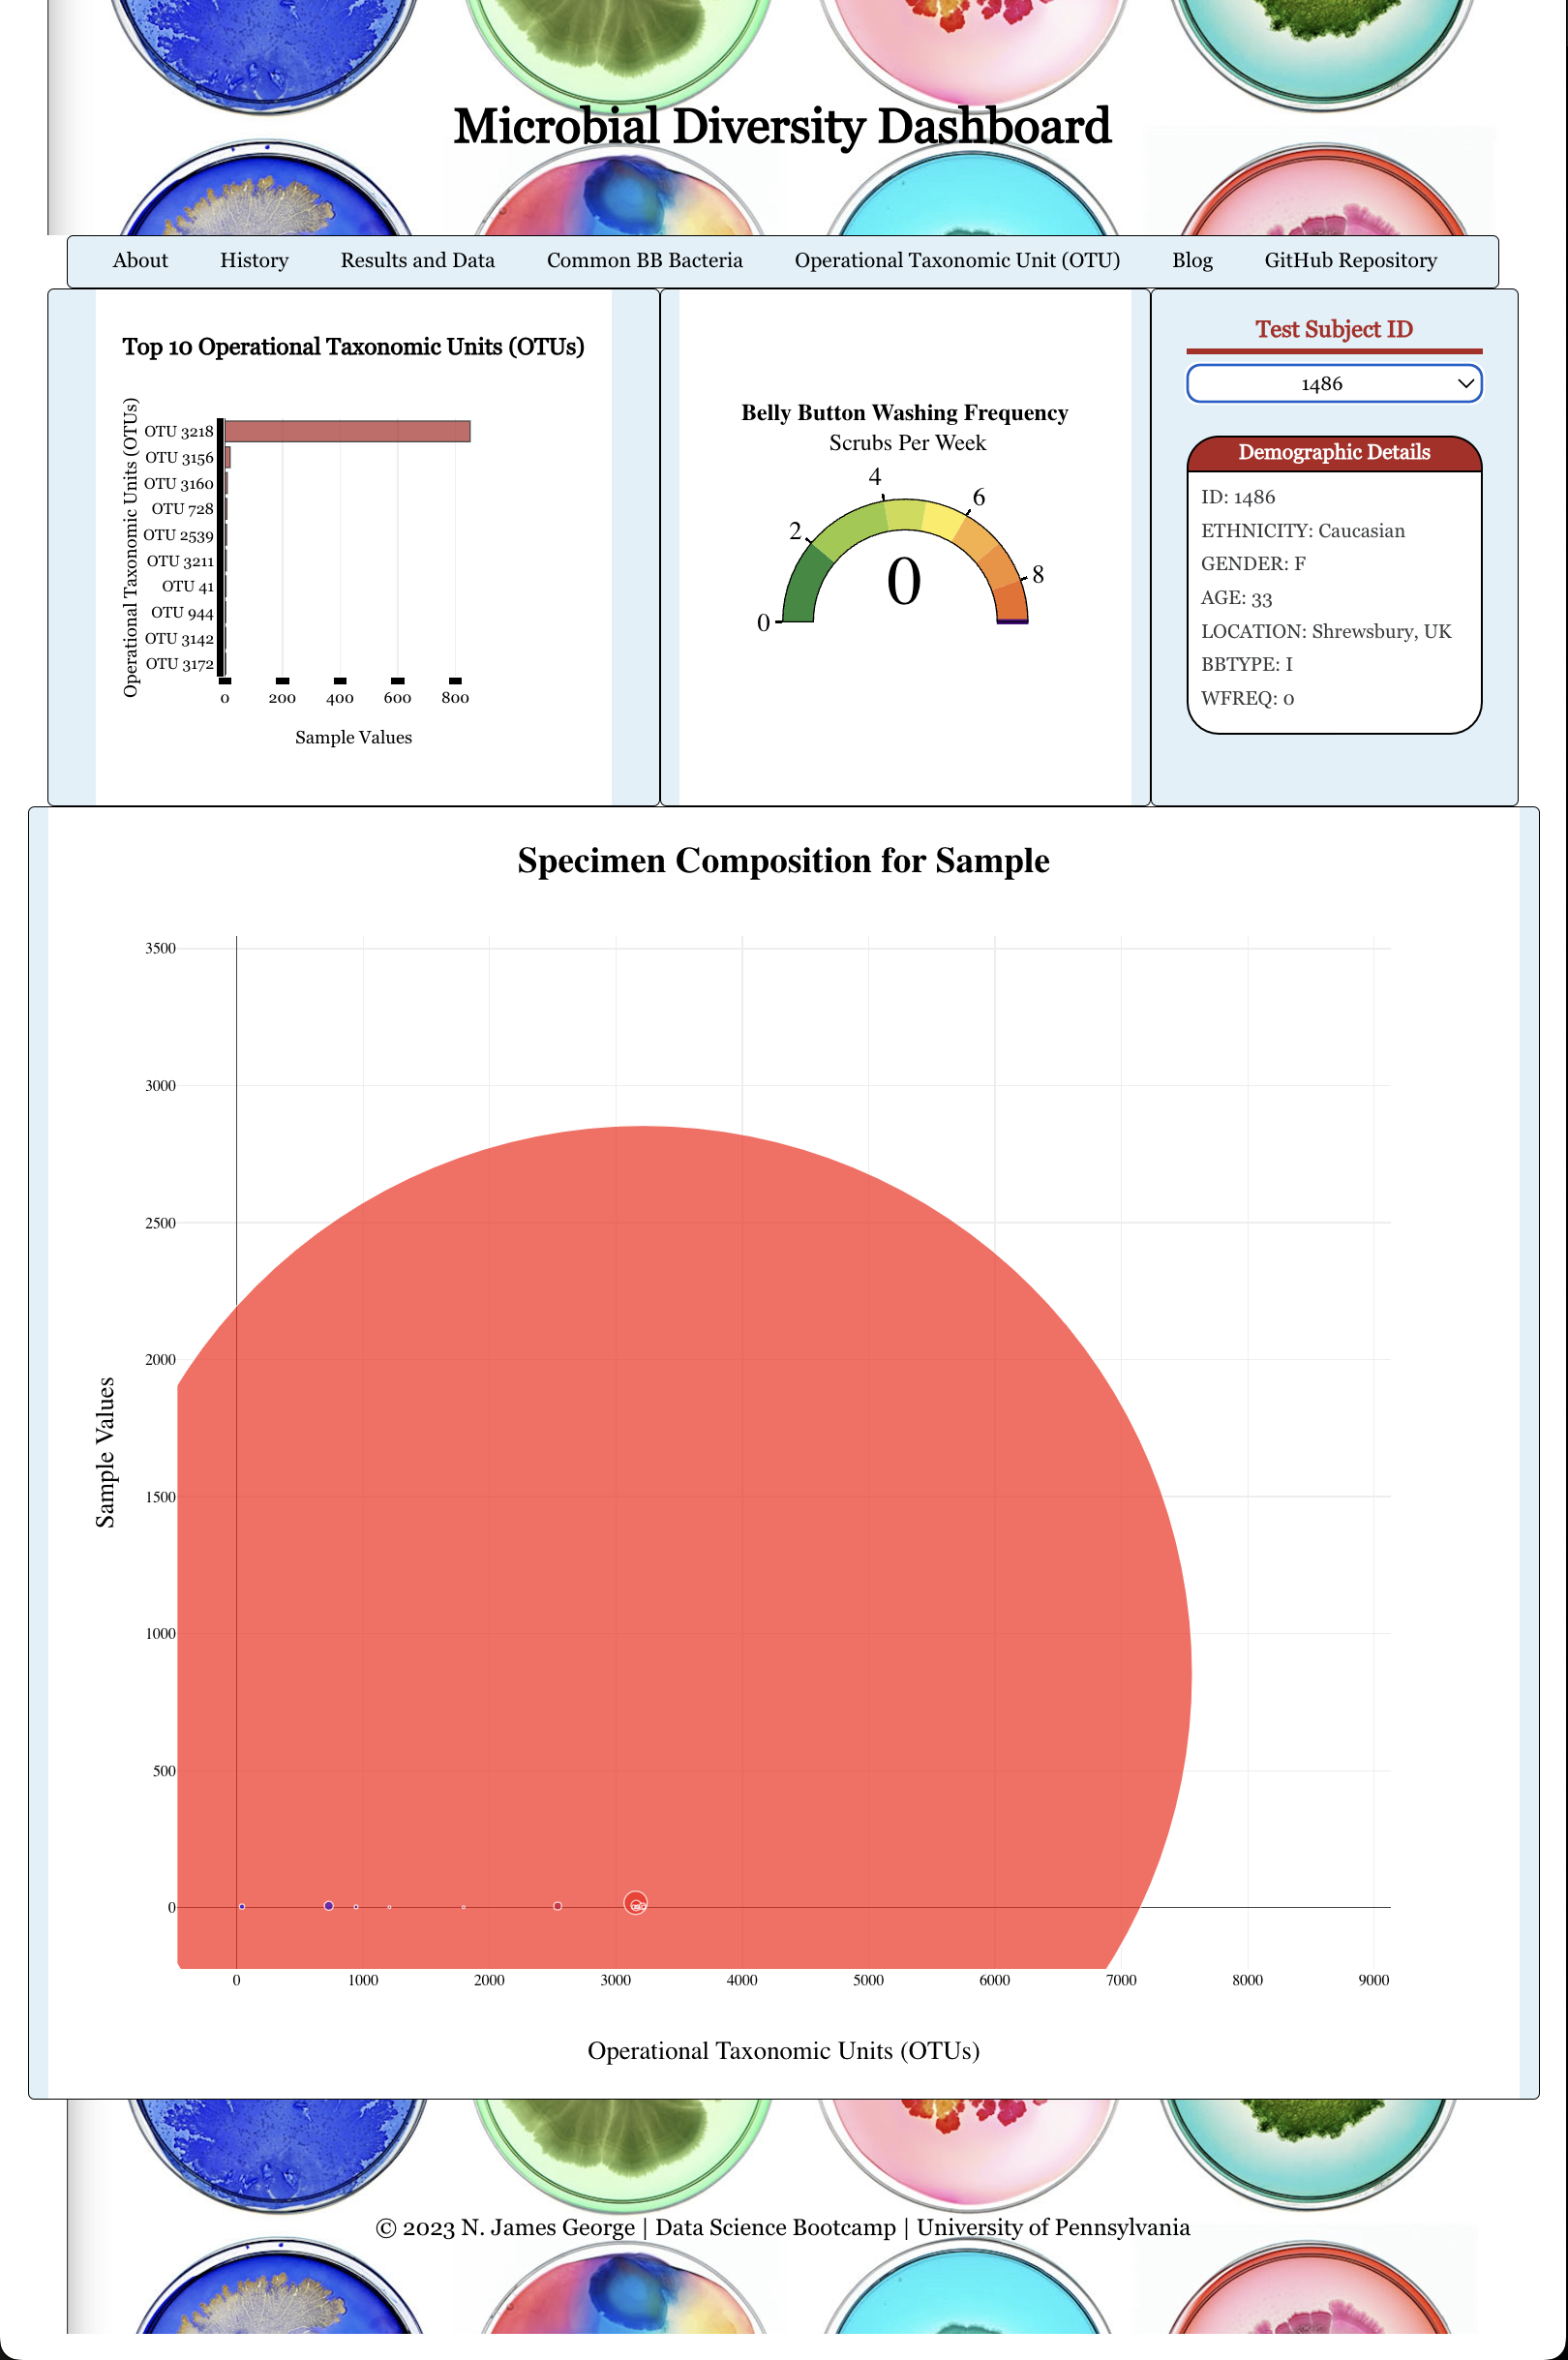 Microbial Diversity Dashboard
About History Results and Data Common BB Bacteria Operational Taxonomic Unit (OTU) Blog GitHub Repository
Top 10 Operational Taxonomic Units (OTUs)
Operational Taxonomic Units (OTUs)
OTU 3218
OTU 3156
OTU 3160
OTU 728
OTU 2539
OTU 3211
OTU 41
OTU 944
OTU 3142
OTU 3172
0 200 400 600 800
Sample Values
Belly Button Washing Frequency
Scrubs Per Week
0
2
4
6
8
0
Test Subject ID
1486
Demographic Details
ID: 1486
ETHNICITY: Caucasian
GENDER: F
AGE: 33
LOCATION: Shrewsbury, UK
BBTYPE: I
WFREQ: 0
Specimen Composition for Sample
3500
3000
2500
2000
1500
1000
500
0
Sample Values
0 1000 2000 3000 4000 5000 6000 7000 8000 9000
Operational Taxonomic Units (OTUs)
© 2023 N. James George | Data Science Bootcamp | University of Pennsylvania